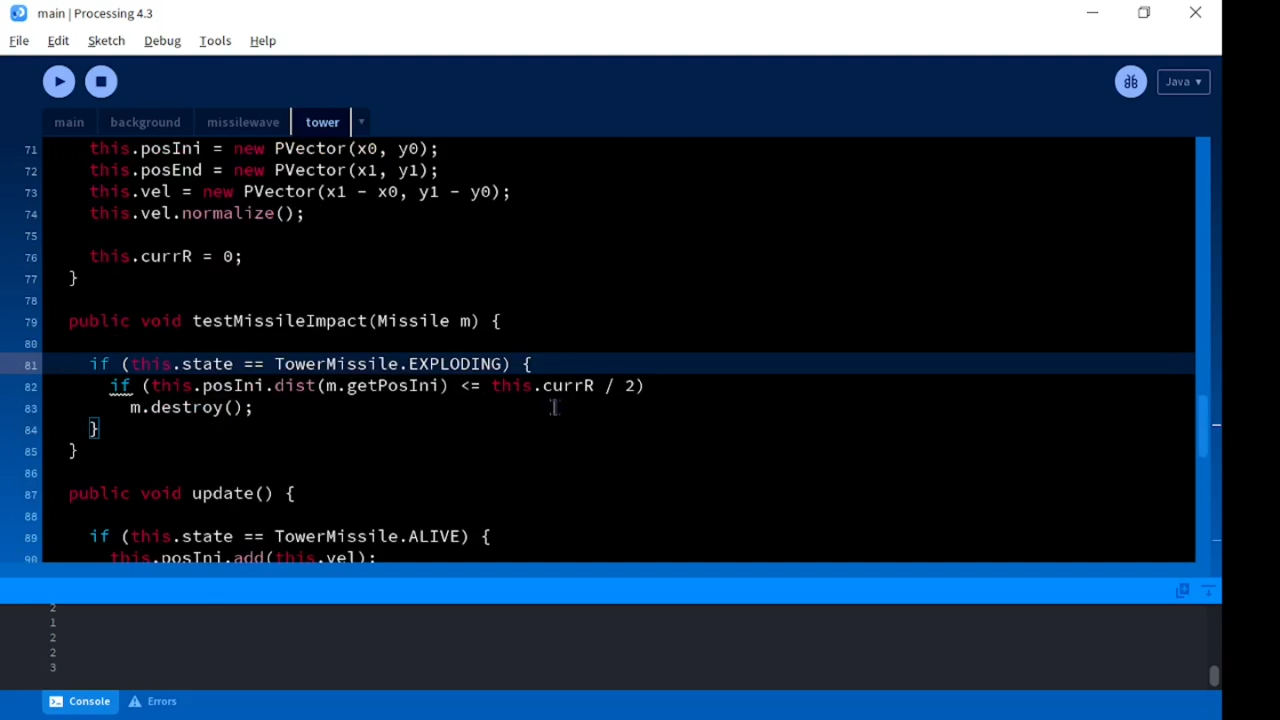 main | Processing 4.3
File Edit Sketch Debug Tools Help
Java ▾
main background missilewave tower ▾
71 this.posIni = new PVector(x0, y0);
72 this.posEnd = new PVector(x1, y1);
73 this.vel = new PVector(x1 - x0, y1 - y0);
74 this.vel.normalize();
75
76 this.currR = 0;
77 }
78
79 public void testMissileImpact(Missile m) {
80
81 if (this.state == TowerMissile.EXPLODING) {
82 if (this.posIni.dist(m.getPosIni) <= this.currR / 2)
83 m.destroy();
84 }
85 }
86
87 public void update() {
88
89 if (this.state == TowerMissile.ALIVE) {
90 this.posIni.add(this.vel);
2
1
2
2
3
Console Errors